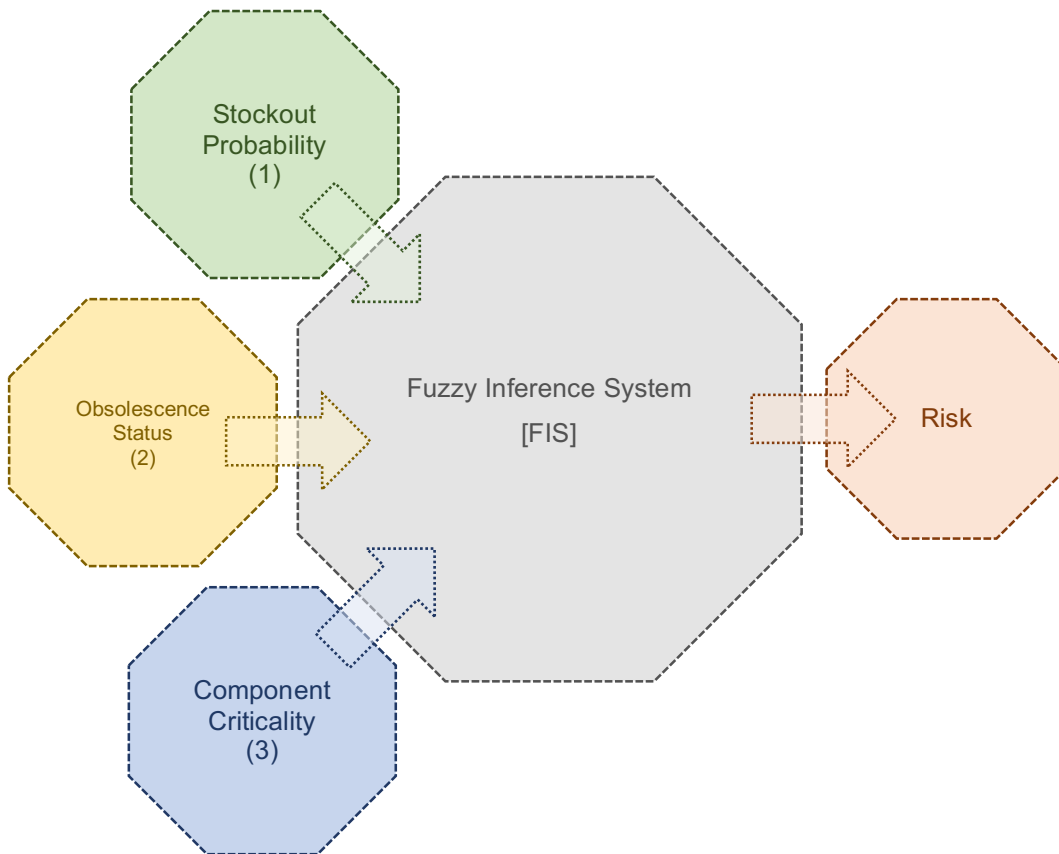 Stockout
Probability
(1)
Obsolescence
Status
(2)
Component
Criticality
(3)
Fuzzy Inference System
[FIS]
Risk